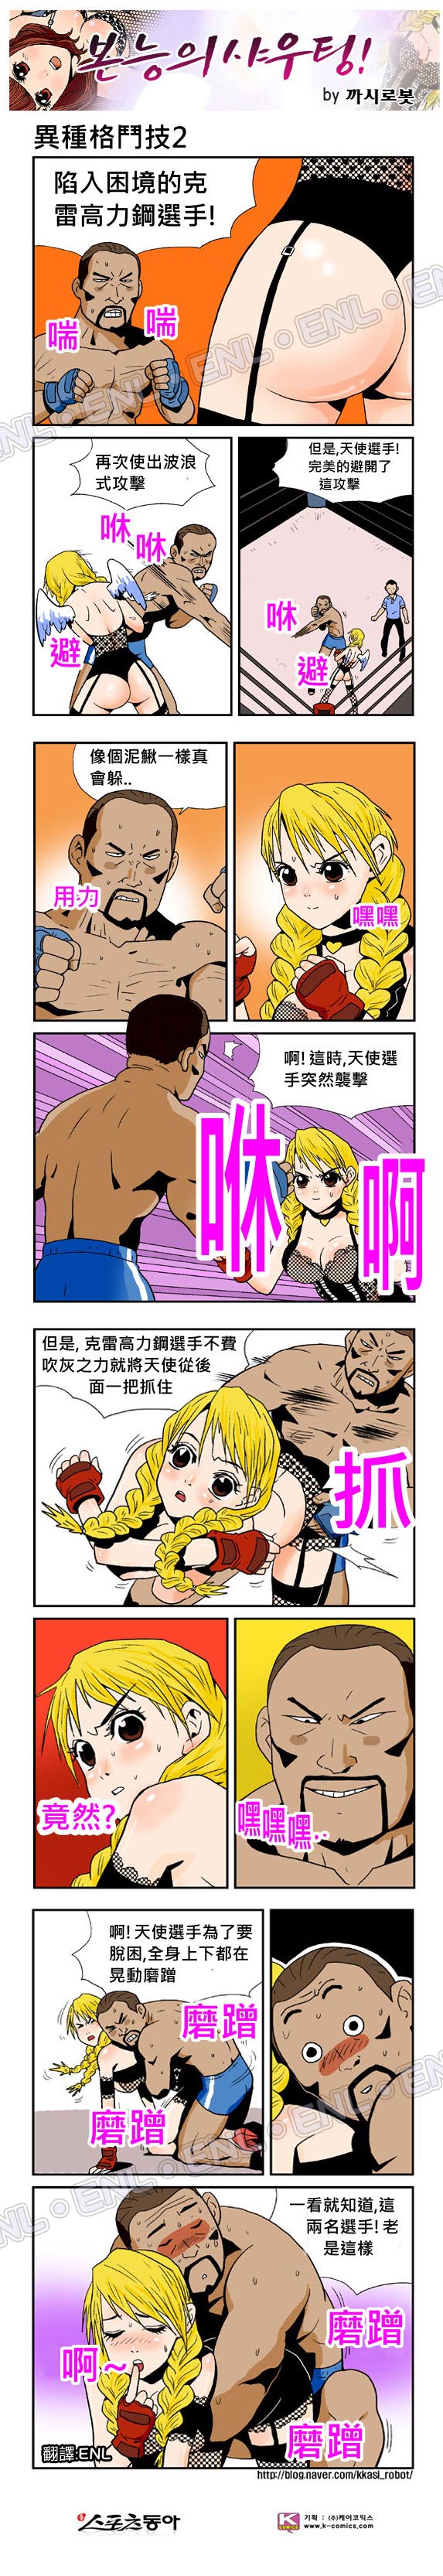 본능의 샤우팅!
by 까시로봇
異種格鬥技2
陷入困境的克
雷高力鋼選手!
喘
喘
再次使出波浪
式攻擊
咻
咻
避
但是,天使選手!
完美的避開了
這攻擊
咻
避
像個泥鰍一樣真
會躲..
用力
嘿嘿
啊! 這時,天使選
手突然襲擊
咻
啊
但是, 克雷高力鋼選手不費
吹灰之力就將天使從後
面一把抓住
抓
竟然?
嘿嘿嘿..
啊! 天使選手為了要
脫困,全身上下都在
晃動磨蹭
磨蹭
磨蹭
一看就知道,這
兩名選手! 老
是這樣
啊~
磨蹭
磨蹭
翻譯:ENL
http://blog.naver.com/kkasi_robot/
스포츠동아
K COMICS
기획 : (주)케이코믹스
www.k-comics.com
ENL ENL ENL
ENL ENL ENL